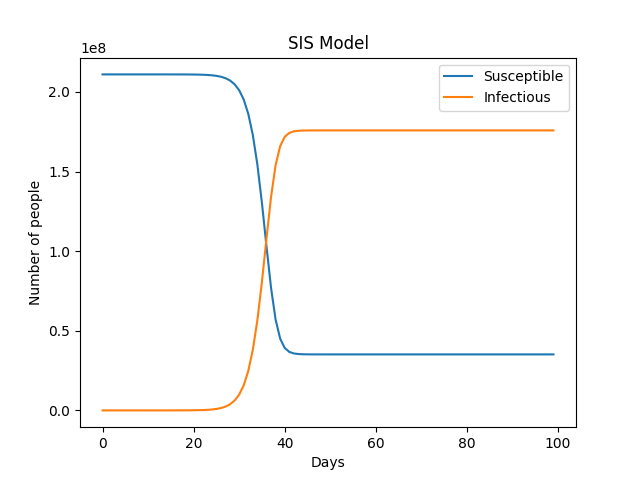 SIS Model
1e8
Susceptible
Infectious
2.0
1.5
1.0
0.5
0.0
Number of people
0 20 40 60 80 100
Days